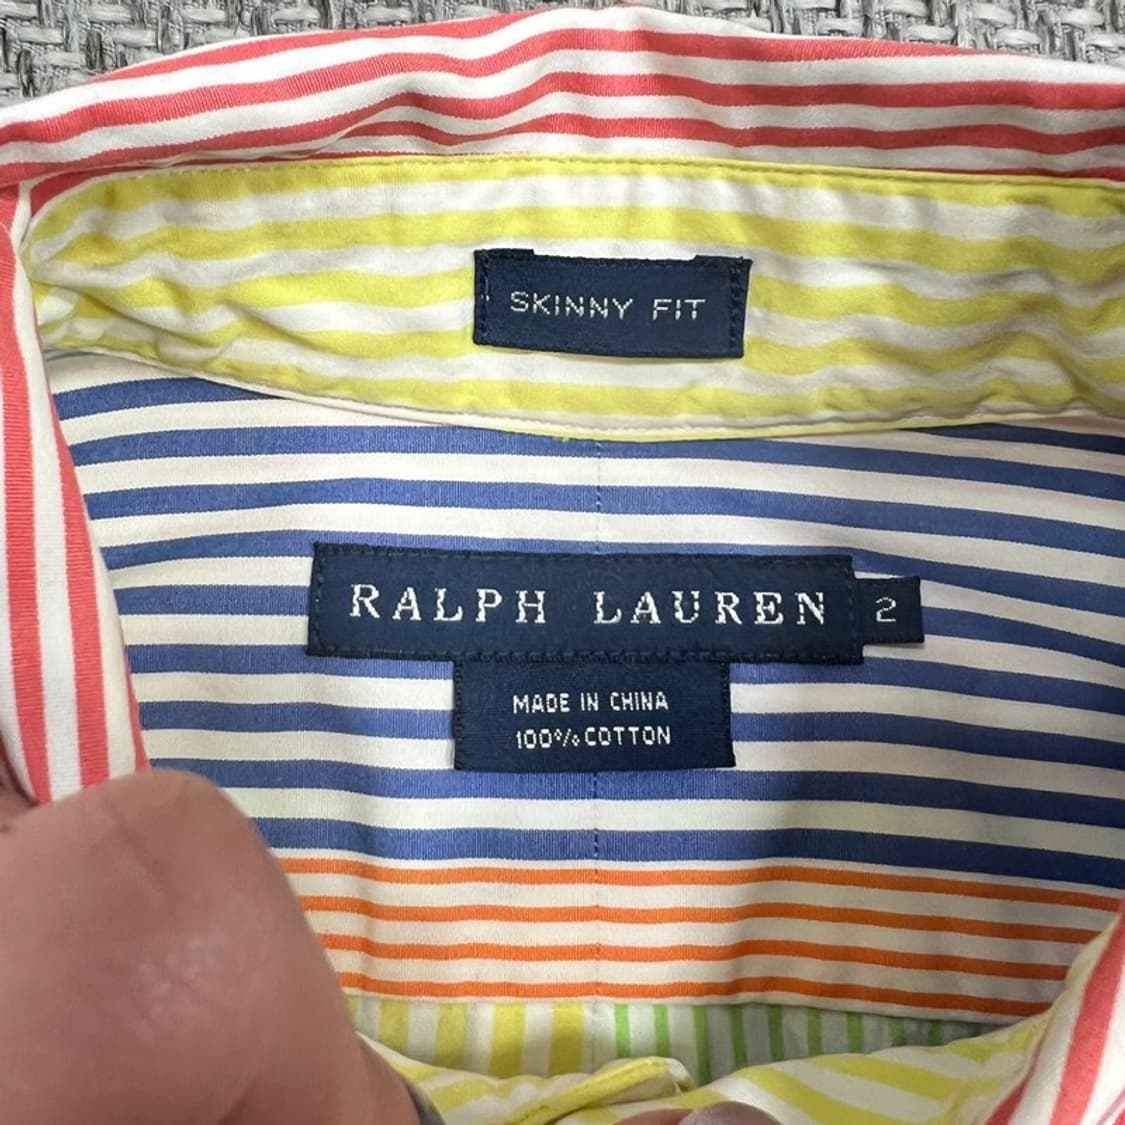 SKINNY FIT
RALPH LAUREN
2
MADE IN CHINA
100% COTTON